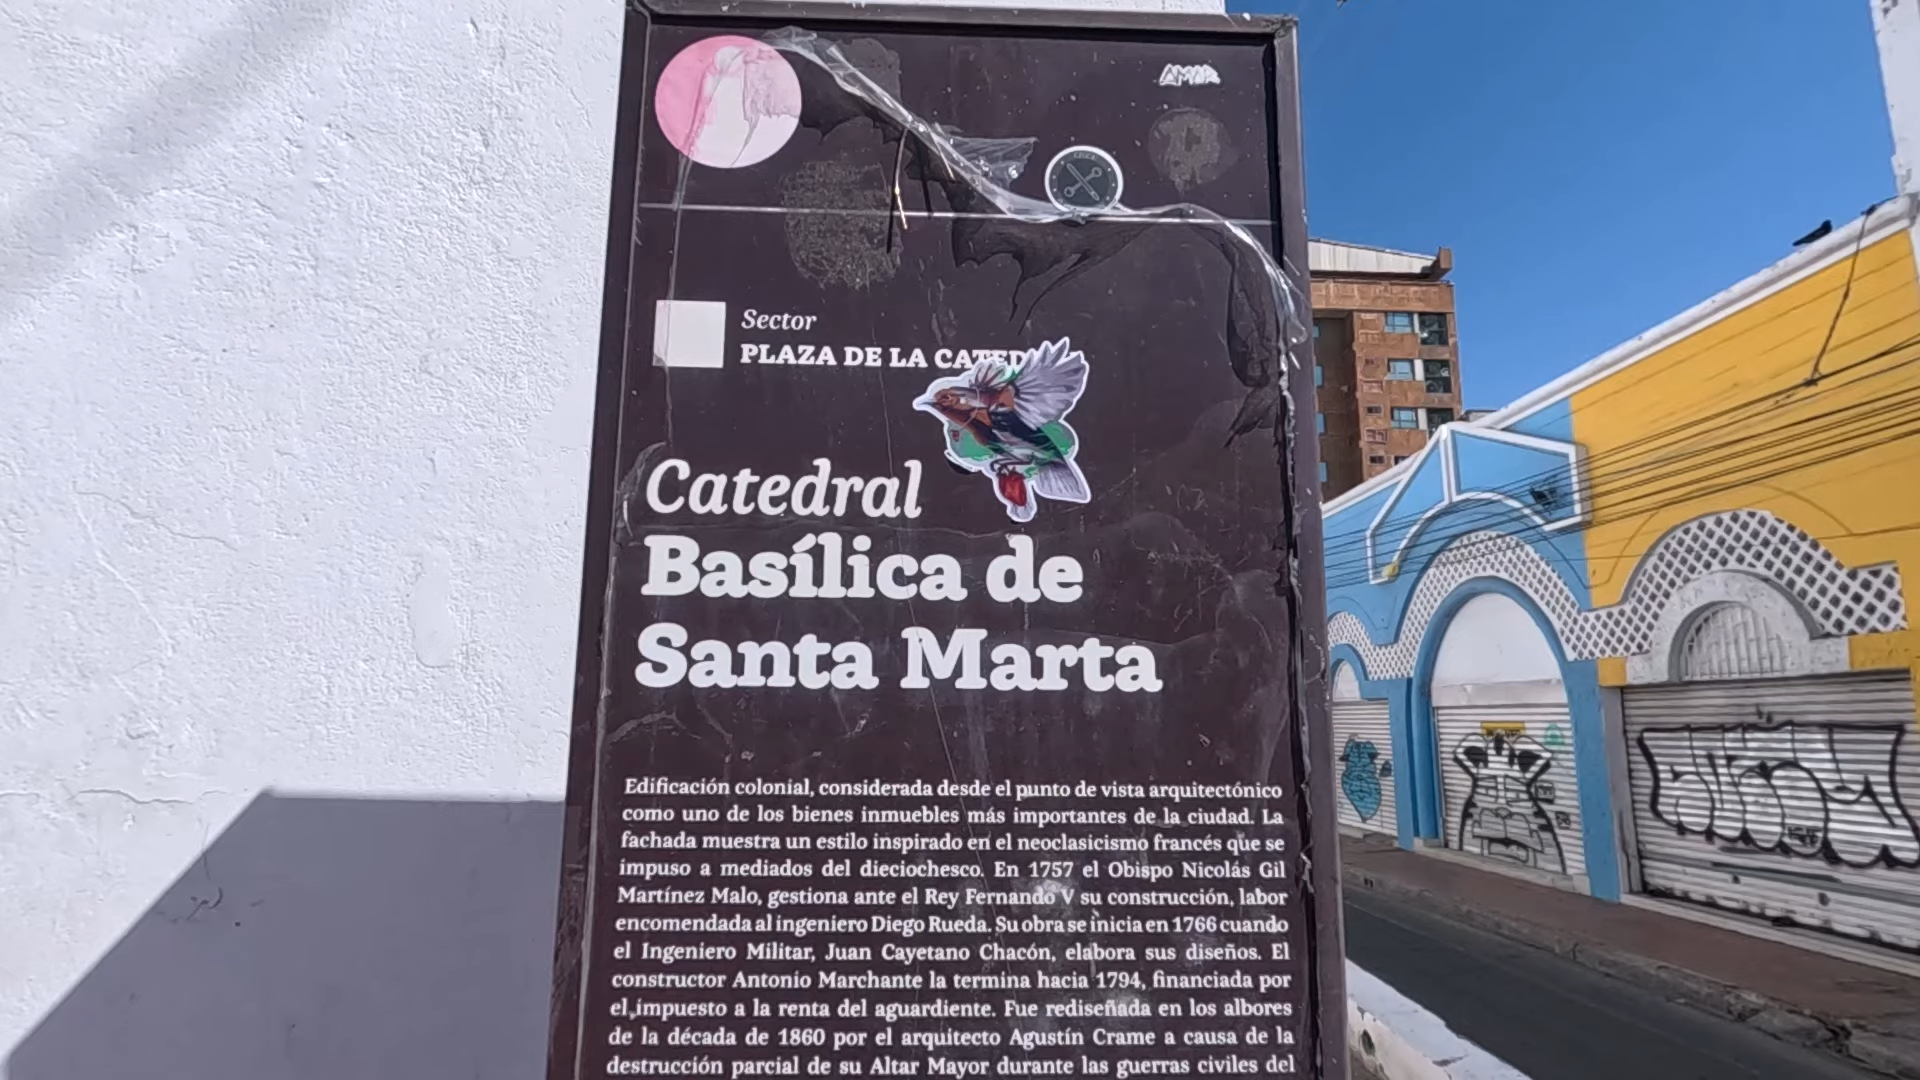 AMAR
Sector
PLAZA DE LA
Catedral
Basílica de
Santa Marta
Edificación colonial, considerada desde el punto de vista arquitectónico
como uno de los bienes inmuebles más importantes de la ciudad. La
fachada muestra un estilo inspirado en el neoclasicismo francés que se
impuso a mediados del dieciochesco. En 1757 el Obispo Nicolás Gil
Martínez Malo, gestiona ante el Rey Fernando V su construcción, labor
encomendada al ingeniero Diego Rueda. Su obra se inicia en 1766 cuando
el Ingeniero Militar, Juan Cayetano Chacón, elabora sus diseños. El
constructor Antonio Marchante la termina hacia 1794, financiada por
el impuesto a la renta del aguardiente. Fue rediseñada en los albores
de la década de 1860 por el arquitecto Agustín Crame a causa de la
destrucción parcial de su Altar Mayor durante las guerras civiles del